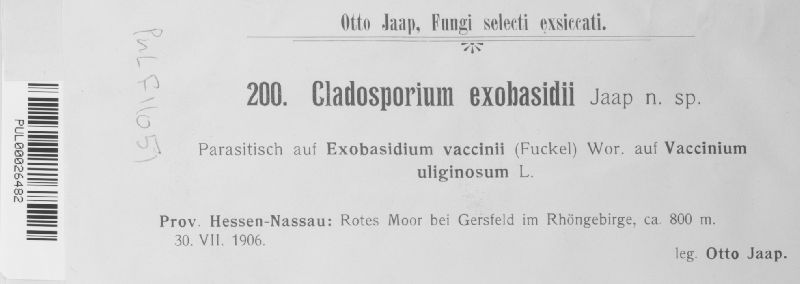 Otto Jaap, Fungi selecti exsiccati.
200. Cladosporium exobasidii Jaap n. sp.
Parasitisch auf Exobasidium vaccinii (Fuckel) Wor. auf Vaccinium
uliginosum L.
Prov. Hessen-Nassau: Rotes Moor bei Gersfeld im Rhöngebirge, ca. 800 m.
30. VII. 1906.
leg. Otto Jaap.
PUL F11651
PUL00026482